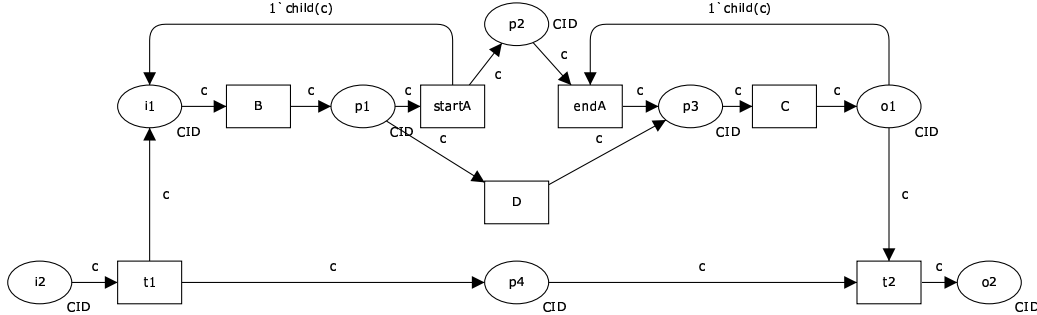 1`child(c)
p2
CID
1`child(c)
c
c
i1
CID
c
B
c
p1
CID
c
startA
endA
c
p3
CID
c
C
c
o1
CID
c
c
D
c
c
i2
CID
c
t1
c
p4
CID
c
t2
c
o2
CID